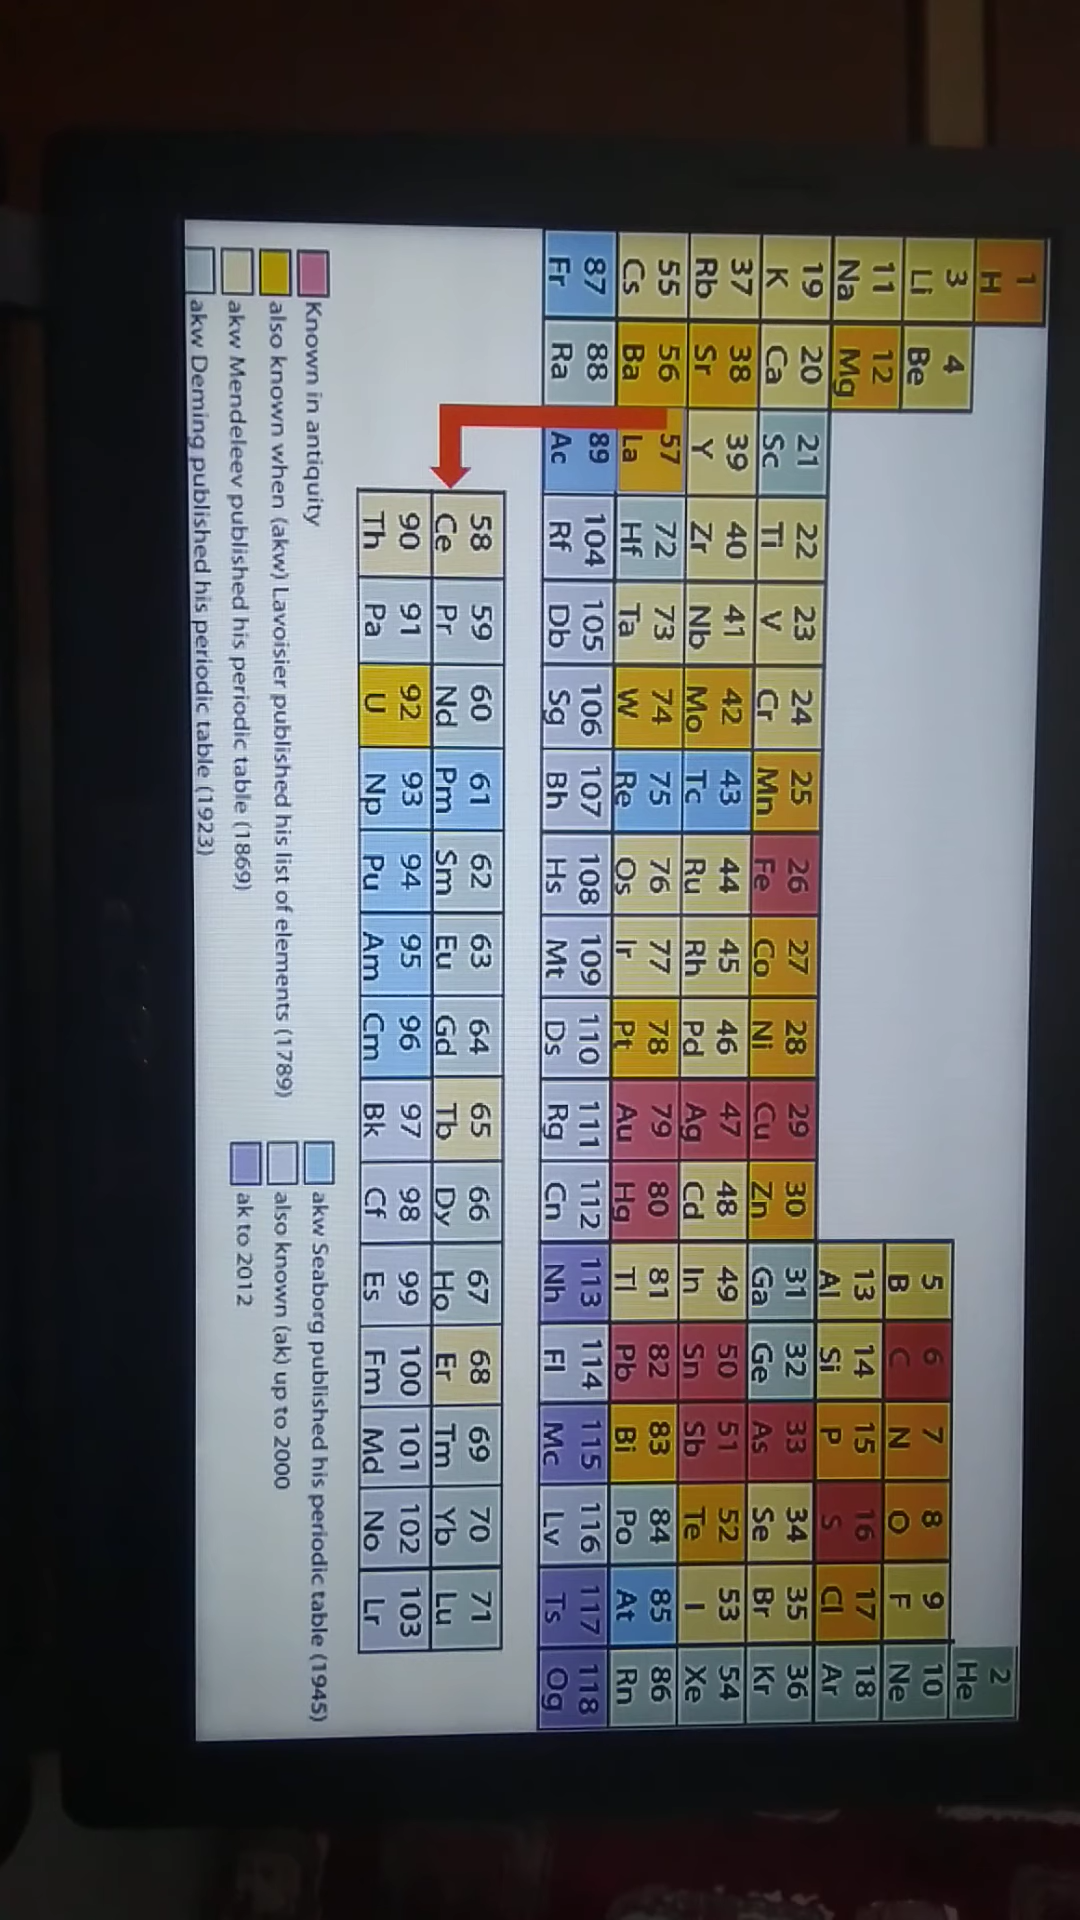 1 2
H He
3 4 5 6 7 8 9 10
Li Be B C N O F Ne
11 12 13 14 15 16 17 18
Na Mg Al Si P S Cl Ar
19 20 21 22 23 24 25 26 27 28 29 30 31 32 33 34 35 36
K Ca Sc Ti V Cr Mn Fe Co Ni Cu Zn Ga Ge As Se Br Kr
37 38 39 40 41 42 43 44 45 46 47 48 49 50 51 52 53 54
Rb Sr Y Zr Nb Mo Tc Ru Rh Pd Ag Cd In Sn Sb Te I Xe
55 56 57 72 73 74 75 76 77 78 79 80 81 82 83 84 85 86
Cs Ba La Hf Ta W Re Os Ir Pt Au Hg Tl Pb Bi Po At Rn
87 88 89 104 105 106 107 108 109 110 111 112 113 114 115 116 117 118
Fr Ra Ac Rf Db Sg Bh Hs Mt Ds Rg Cn Nh Fl Mc Lv Ts Og
58 59 60 61 62 63 64 65 66 67 68 69 70 71
Ce Pr Nd Pm Sm Eu Gd Tb Dy Ho Er Tm Yb Lu
90 91 92 93 94 95 96 97 98 99 100 101 102 103
Th Pa U Np Pu Am Cm Bk Cf Es Fm Md No Lr
Known in antiquity
also known when (akw) Lavoisier published his list of elements (1789)
akw Mendeleev published his periodic table (1869)
akw Deming published his periodic table (1923)
akw Seaborg published his periodic table (1945)
also known (ak) up to 2000
ak to 2012